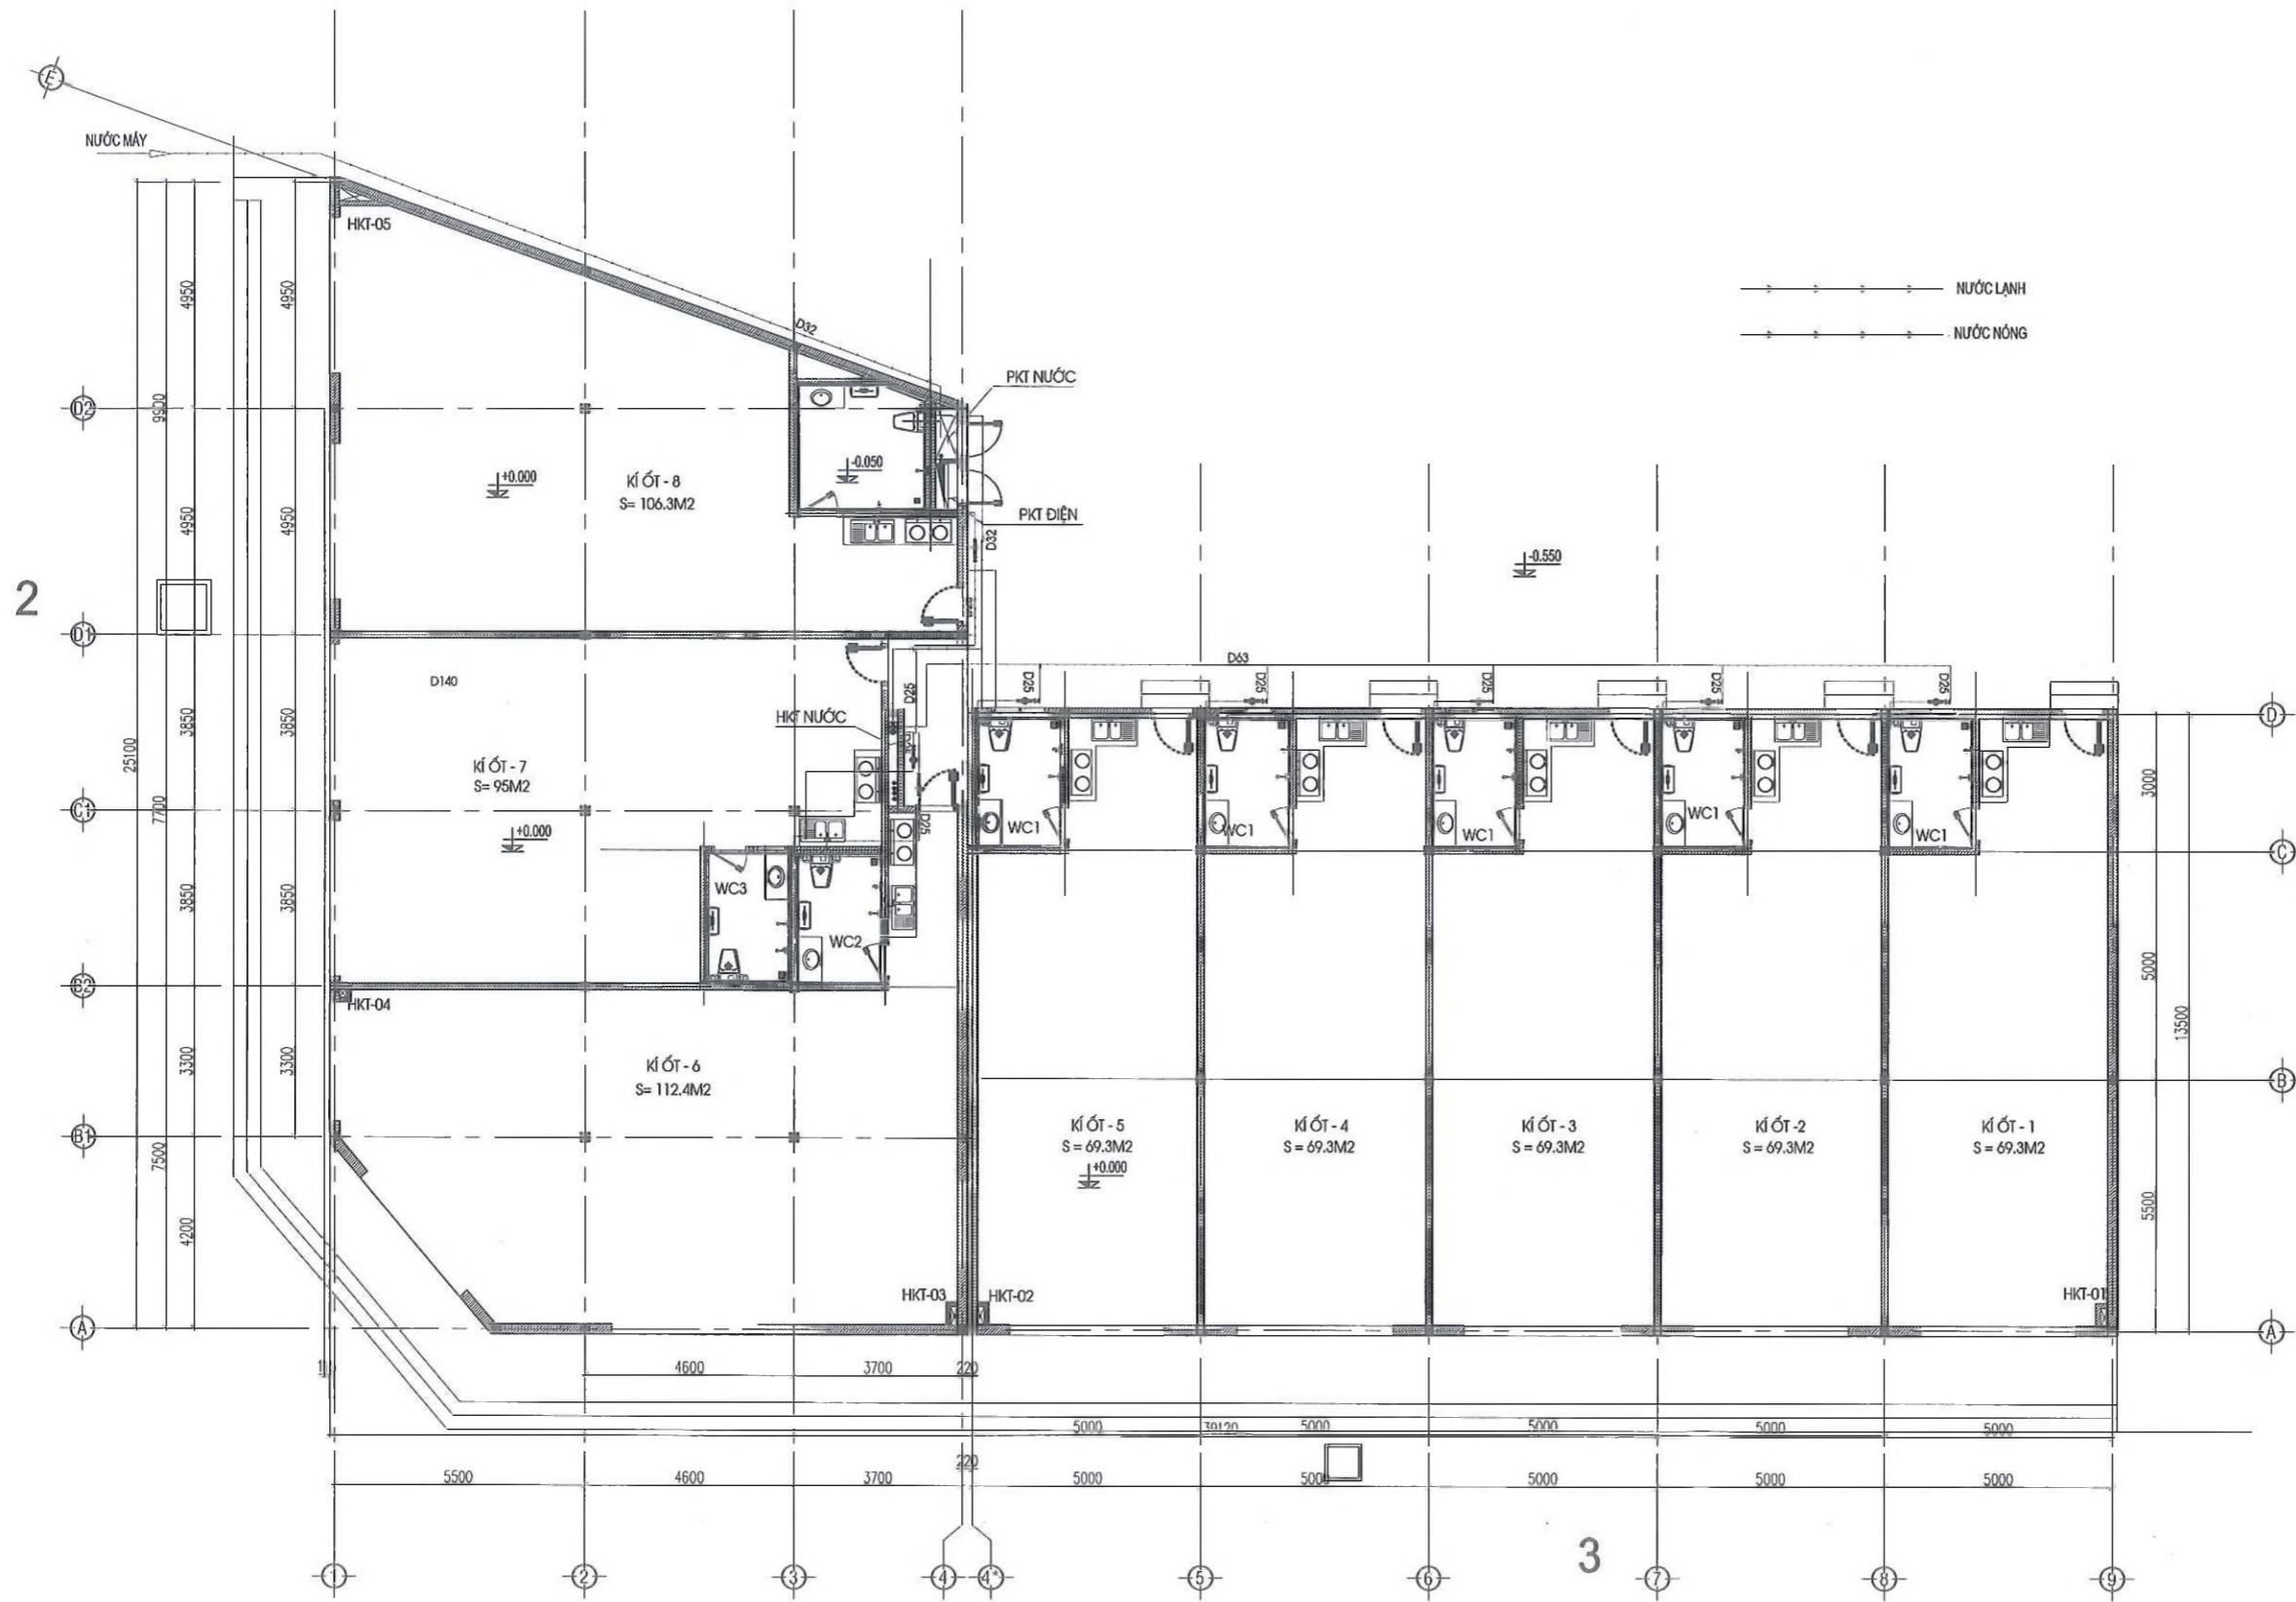 E
NƯỚC MÁY
HKT-05
NƯỚC LẠNH
NƯỚC NÓNG
D32
PKT NƯỚC
4950
4950
D2
9900
+0.000
KÍ ỐT - 8
S= 106.3M2
-0.050
PKT ĐIỆN
4950
4950
D32
-0.550
2
D1
D140
D63
D25
D25
D25
D25
D25
D25
HKT NƯỚC
D
3850
3850
25100
KÍ ỐT - 7
S= 95M2
3000
C1
7700
+0.000
D25
WC1
WC1
WC1
WC1
WC1
C
WC3
3850
3850
WC2
5000
HKT-04
13500
3300
3300
KÍ ỐT - 6
S= 112.4M2
B
B1
7500
KÍ ỐT - 5
S = 69.3M2
+0.000
KÍ ỐT - 4
S = 69.3M2
KÍ ỐT - 3
S = 69.3M2
KÍ ỐT -2
S = 69.3M2
KÍ ỐT - 1
S = 69.3M2
5500
4200
HKT-03
HKT-02
HKT-01
A
A
4600
3700
220
5000
39120
5000
5000
5000
5000
220
5500
4600
3700
5000
5000
5000
5000
5000
3
1
2
3
4
4*
5
6
7
8
9